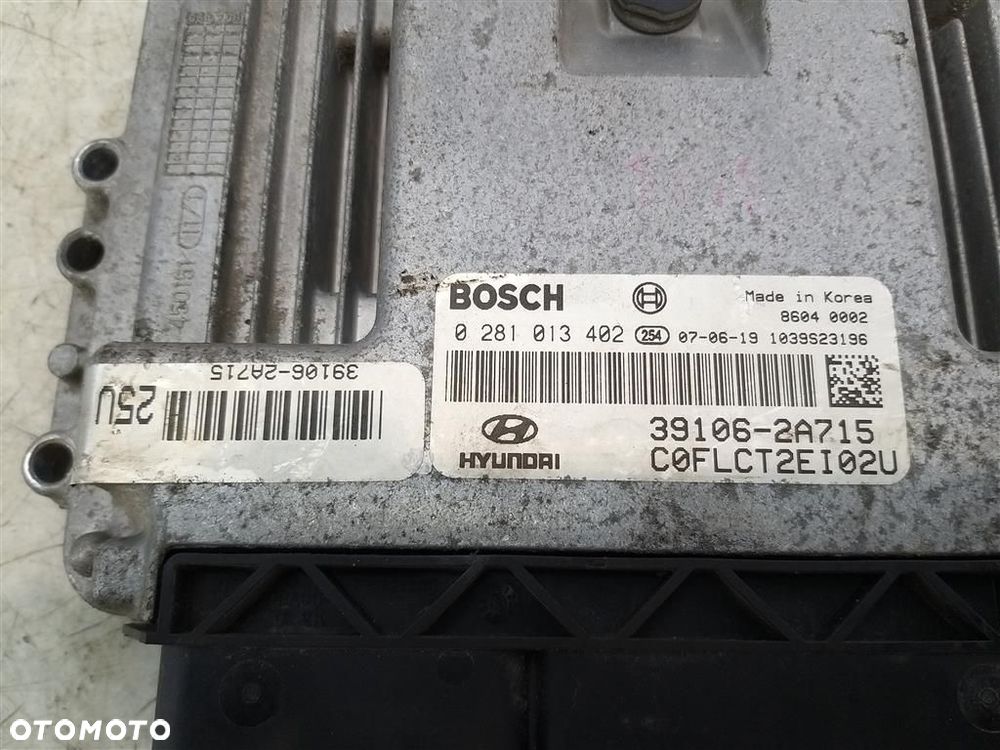 BOSCH
Made in Korea
8604 0002
0 281 013 402 254 07-06-19 1039S23196
39106-2A715
HYUNDAI
C0FLCT2EI02U
39106-2A715
25U
OTOMOTO